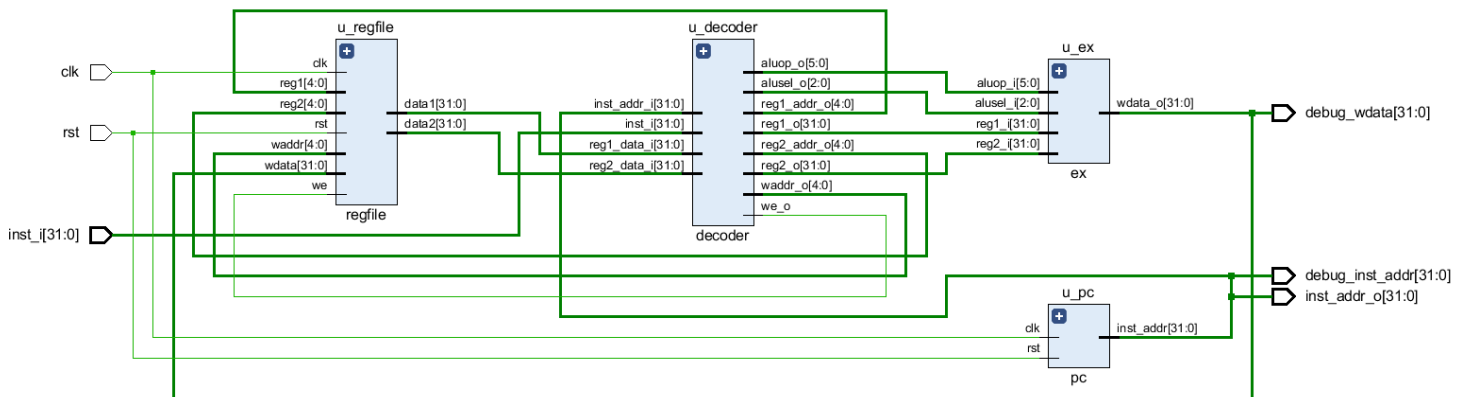 clk
rst
inst_i[31:0]
u_regfile
clk
reg1[4:0]
reg2[4:0]
rst
waddr[4:0]
wdata[31:0]
we
data1[31:0]
data2[31:0]
regfile
u_decoder
inst_addr_i[31:0]
inst_i[31:0]
reg1_data_i[31:0]
reg2_data_i[31:0]
aluop_o[5:0]
alusel_o[2:0]
reg1_addr_o[4:0]
reg1_o[31:0]
reg2_addr_o[4:0]
reg2_o[31:0]
waddr_o[4:0]
we_o
decoder
u_ex
aluop_i[5:0]
alusel_i[2:0]
reg1_i[31:0]
reg2_i[31:0]
wdata_o[31:0]
ex
u_pc
clk
rst
inst_addr[31:0]
pc
debug_wdata[31:0]
debug_inst_addr[31:0]
inst_addr_o[31:0]